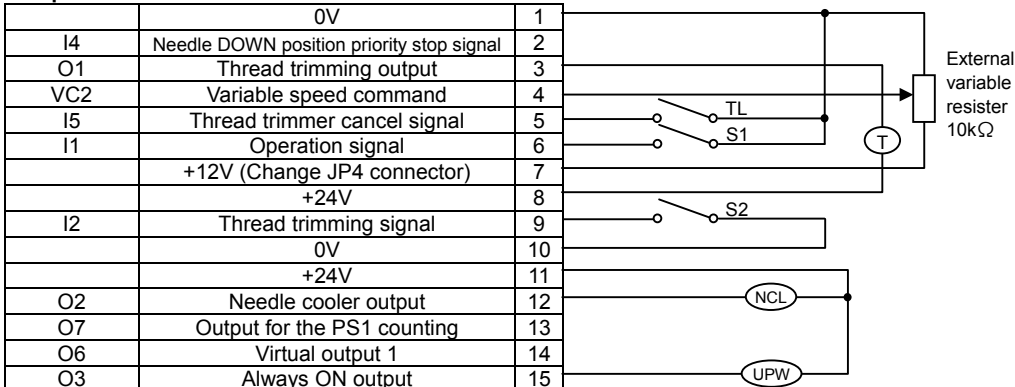 0V 1
I4 Needle DOWN position priority stop signal 2
O1 Thread trimming output 3
VC2 Variable speed command 4
I5 Thread trimmer cancel signal 5
I1 Operation signal 6
+12V (Change JP4 connector) 7
+24V 8
I2 Thread trimming signal 9
0V 10
+24V 11
O2 Needle cooler output 12
O7 Output for the PS1 counting 13
O6 Virtual output 1 14
O3 Always ON output 15
TL
S1
T
S2
NCL
UPW
External
variable
resister
10kΩ